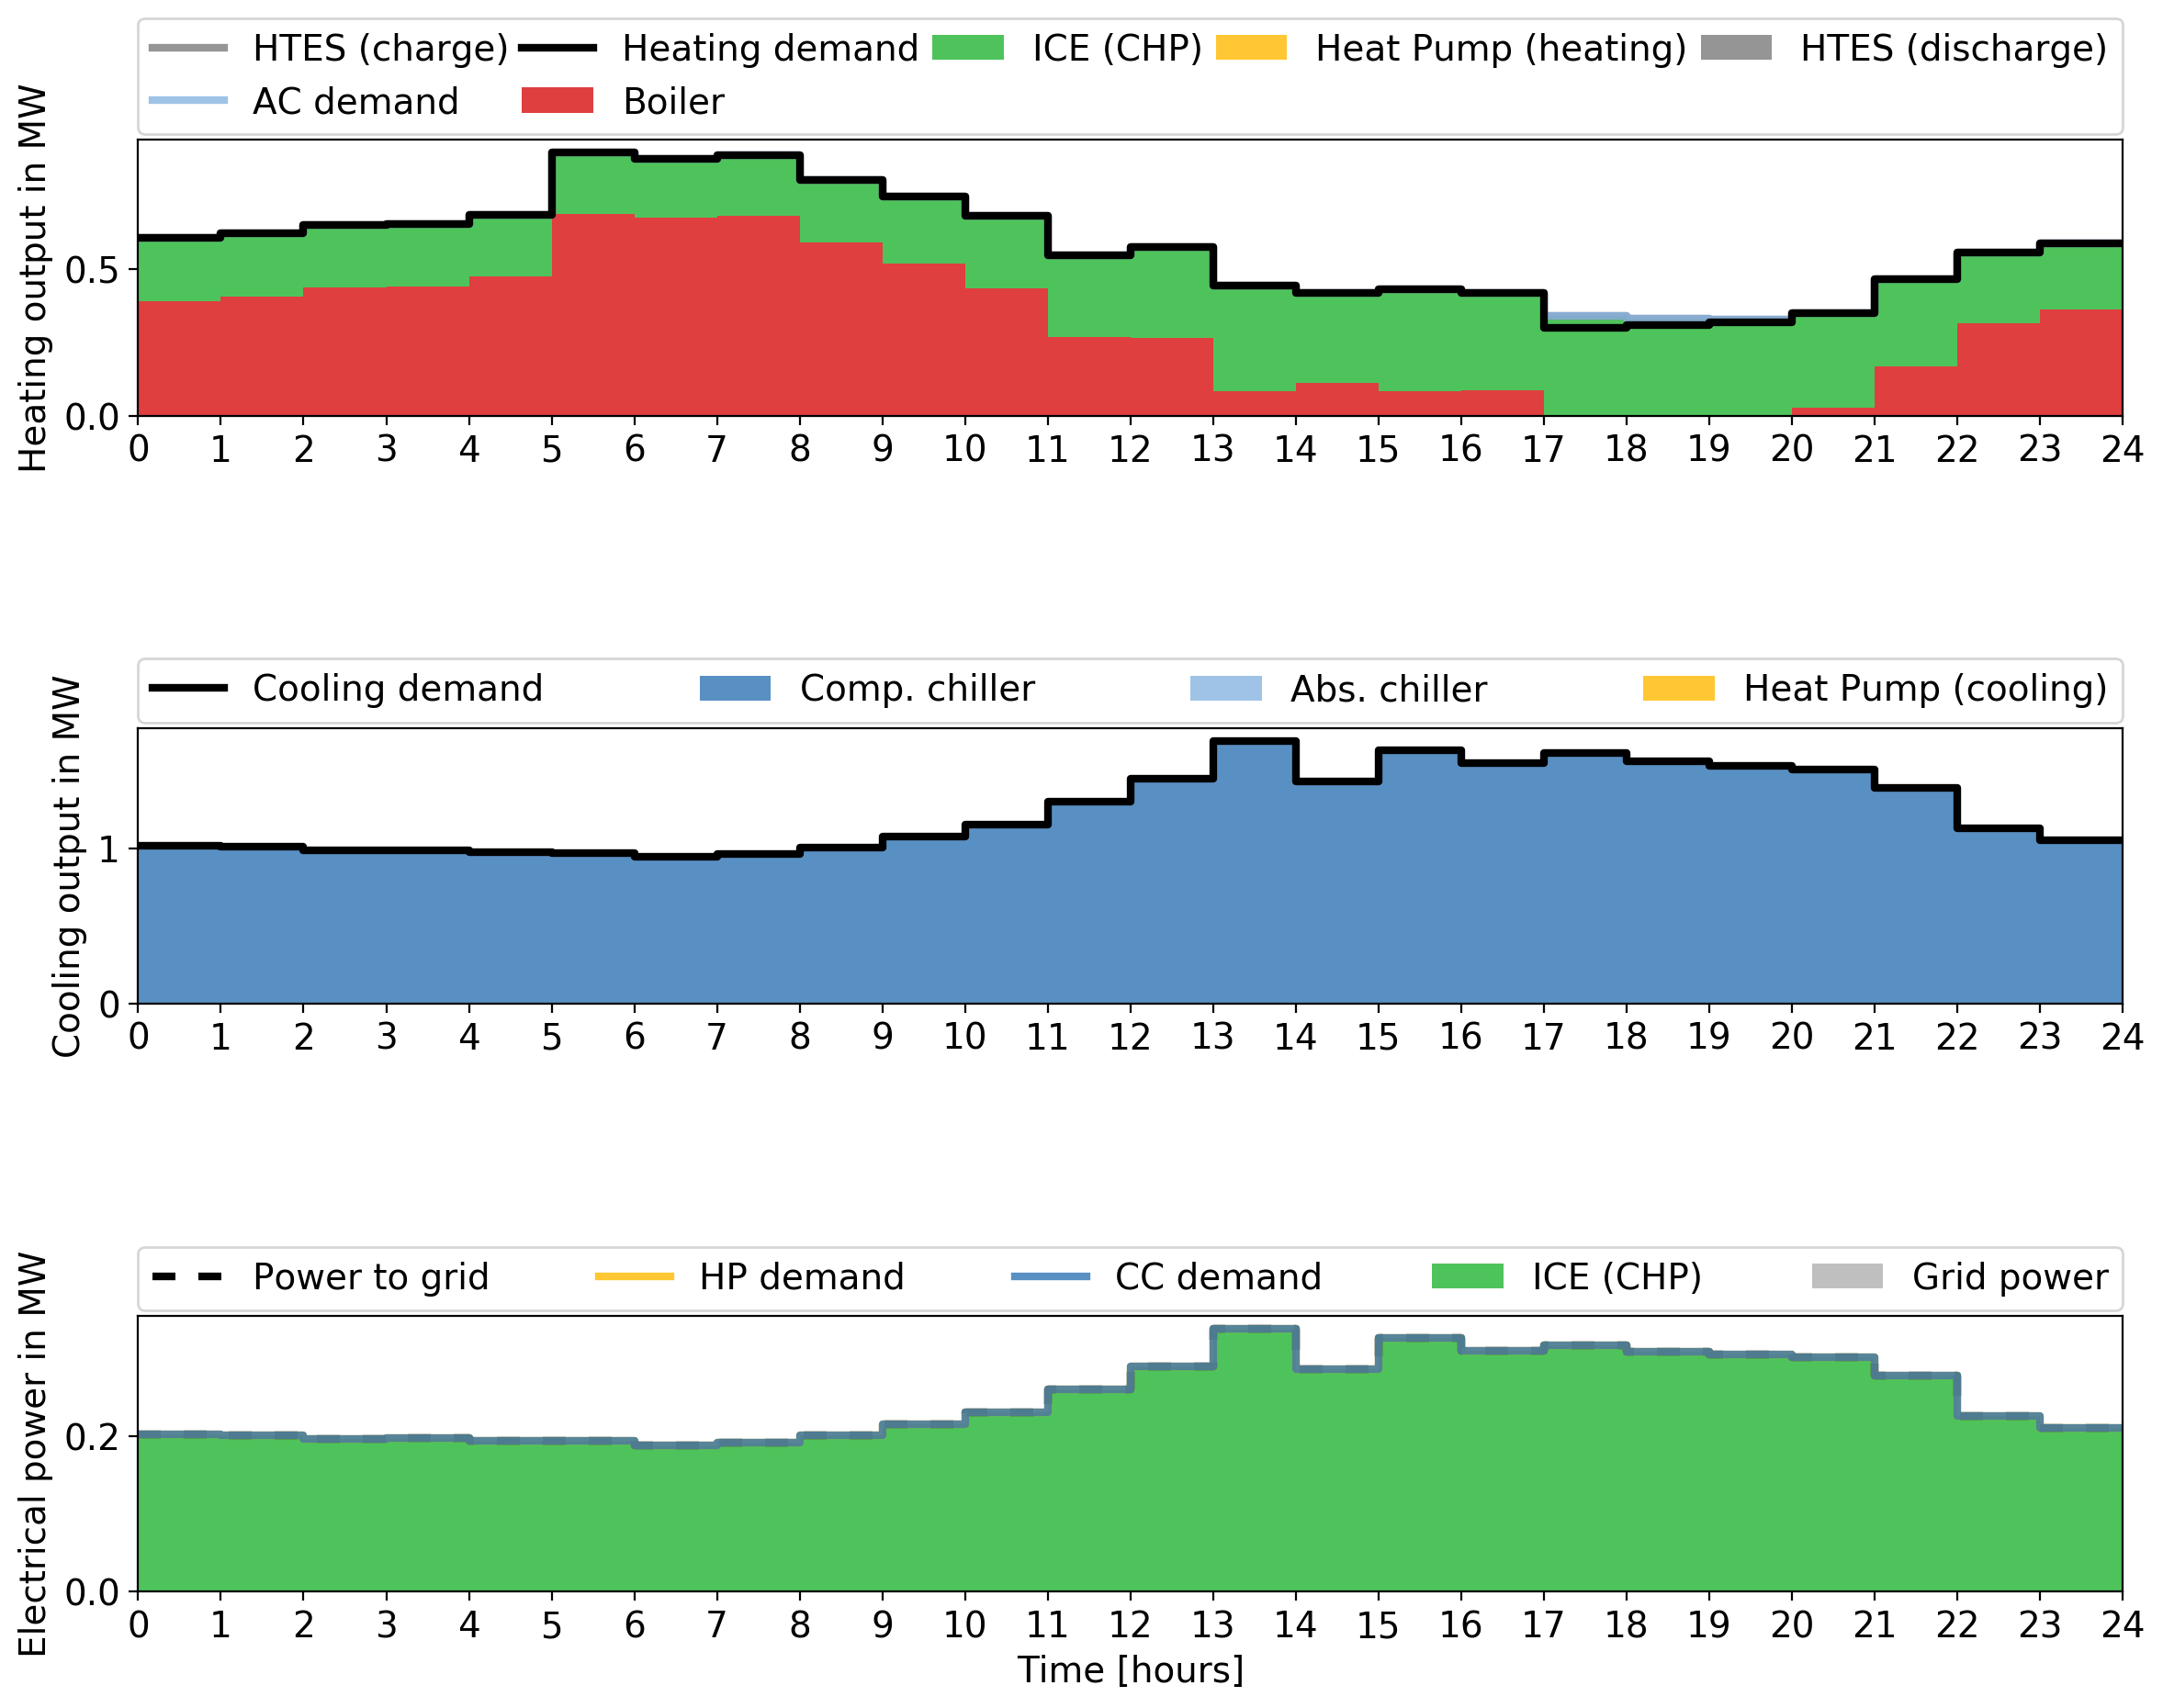 HTES (charge) Heating demand ICE (CHP) Heat Pump (heating) HTES (discharge)
AC demand Boiler
Heating output in MW
0.5
0.0
0 1 2 3 4 5 6 7 8 9 10 11 12 13 14 15 16 17 18 19 20 21 22 23 24
Cooling demand Comp. chiller Abs. chiller Heat Pump (cooling)
Cooling output in MW
1
0
0 1 2 3 4 5 6 7 8 9 10 11 12 13 14 15 16 17 18 19 20 21 22 23 24
Power to grid HP demand CC demand ICE (CHP) Grid power
Electrical power in MW
0.2
0.0
0 1 2 3 4 5 6 7 8 9 10 11 12 13 14 15 16 17 18 19 20 21 22 23 24
Time [hours]